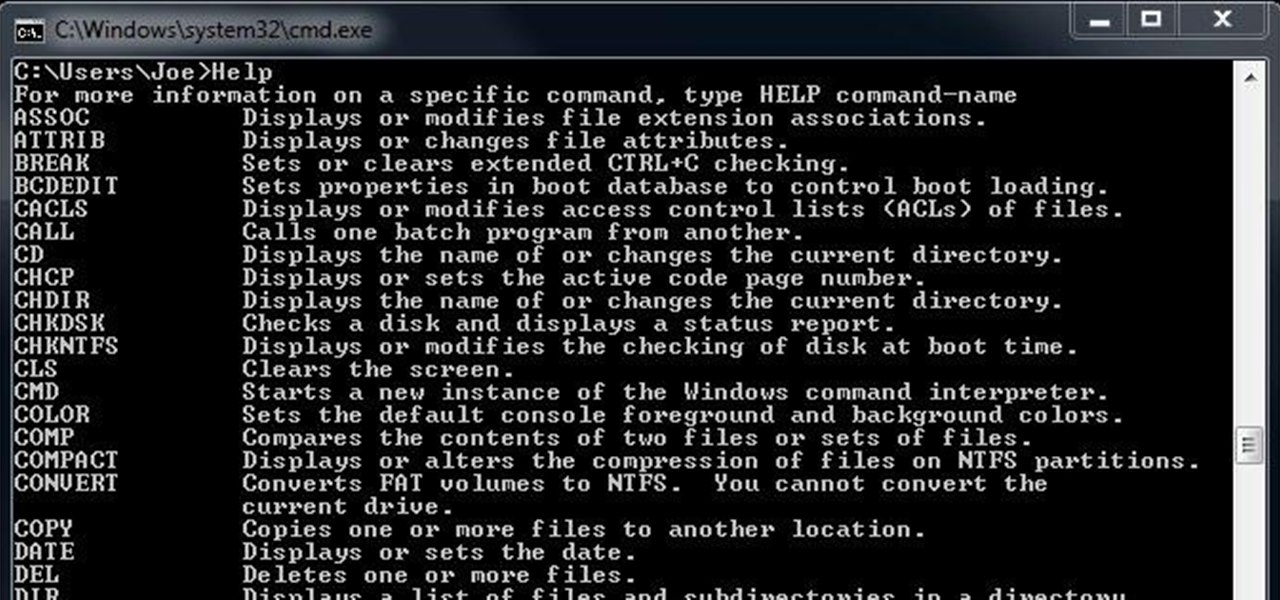 C:\Windows\system32\cmd.exe
C:\Users\Joe>Help
For more information on a specific command, type HELP command-name
ASSOC          Displays or modifies file extension associations.
ATTRIB         Displays or changes file attributes.
BREAK          Sets or clears extended CTRL+C checking.
BCDEDIT        Sets properties in boot database to control boot loading.
CACLS          Displays or modifies access control lists (ACLs) of files.
CALL           Calls one batch program from another.
CD             Displays the name of or changes the current directory.
CHCP           Displays or sets the active code page number.
CHDIR          Displays the name of or changes the current directory.
CHKDSK         Checks a disk and displays a status report.
CHKNTFS        Displays or modifies the checking of disk at boot time.
CLS            Clears the screen.
CMD            Starts a new instance of the Windows command interpreter.
COLOR          Sets the default console foreground and background colors.
COMP           Compares the contents of two files or sets of files.
COMPACT        Displays or alters the compression of files on NTFS partitions.
CONVERT        Converts FAT volumes to NTFS.  You cannot convert the
               current drive.
COPY           Copies one or more files to another location.
DATE           Displays or sets the date.
DEL            Deletes one or more files.
DIR            Displays a list of files and subdirectories in a directory.